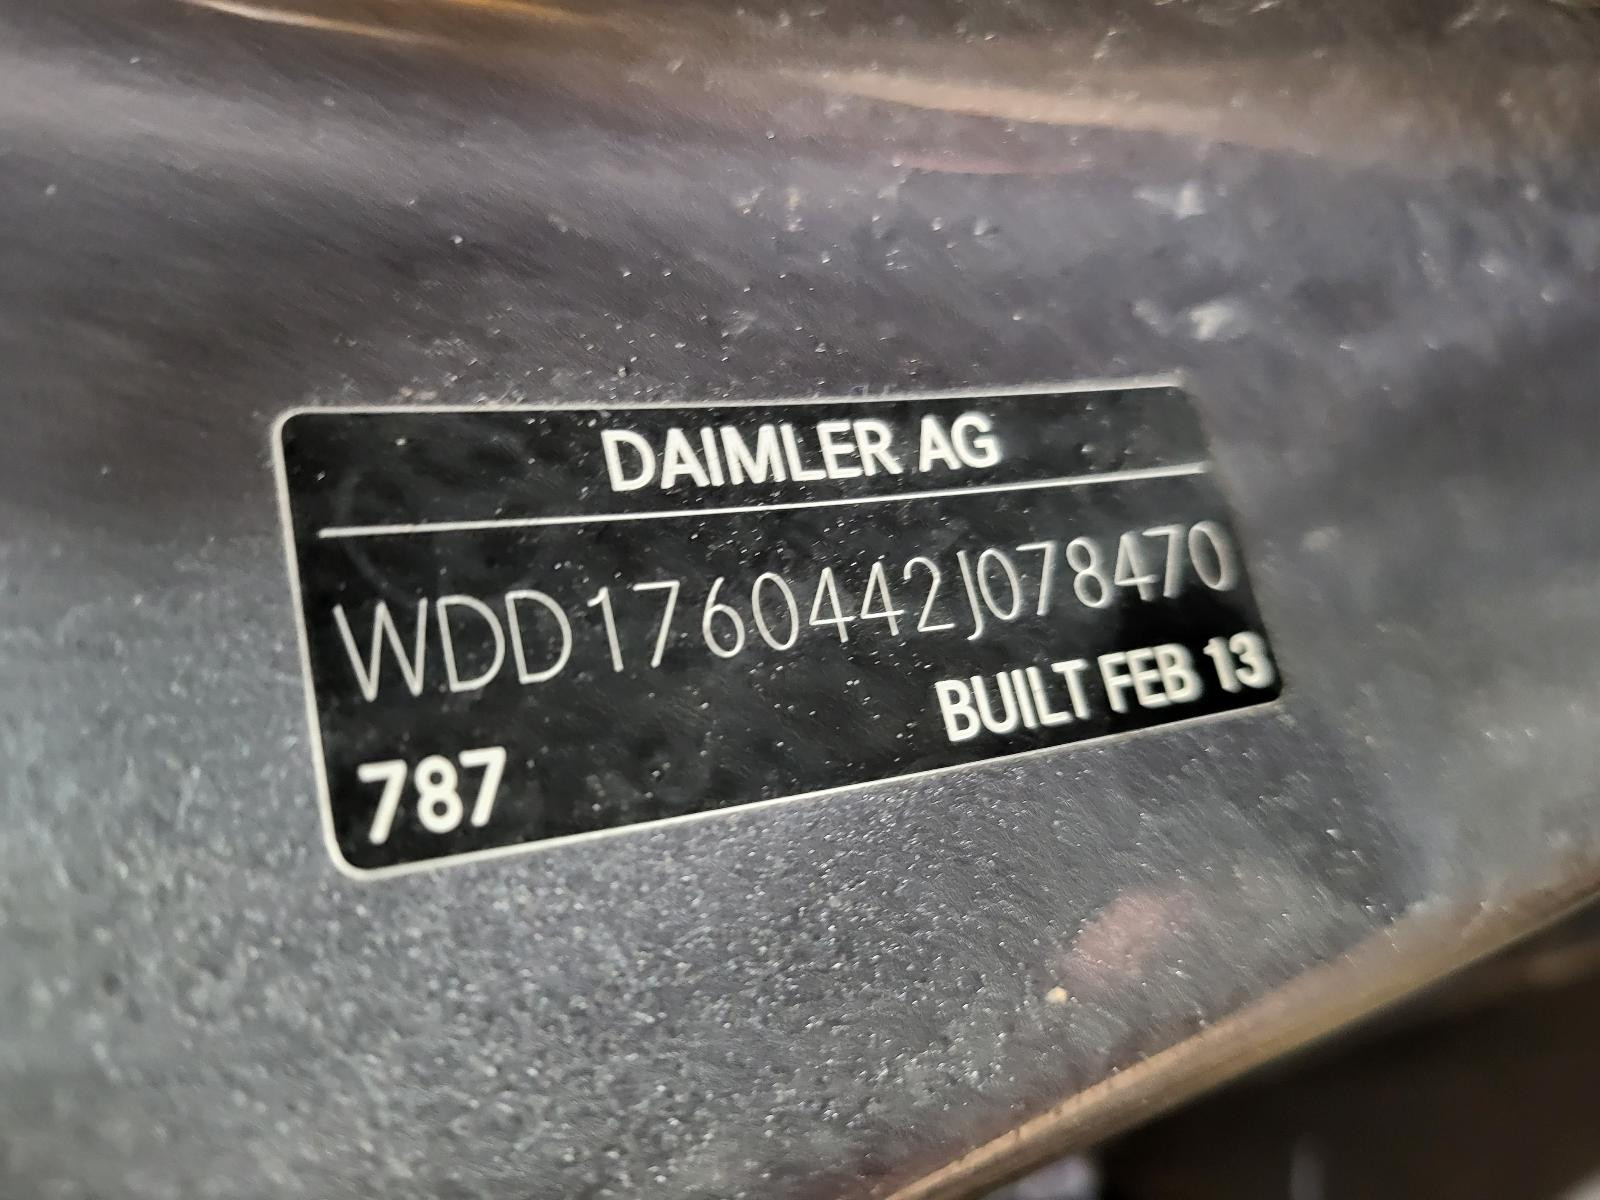 DAIMLER AG
WDD1760442J078470
BUILT FEB 13
787